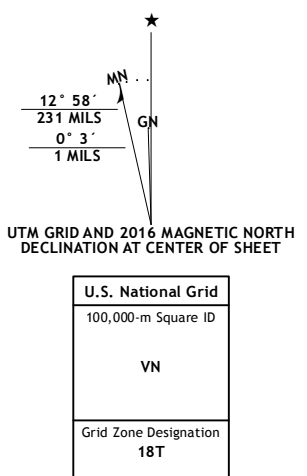 ★
MN
12° 58´
231 MILS
GN
0° 3´
1 MILS
UTM GRID AND 2016 MAGNETIC NORTH
DECLINATION AT CENTER OF SHEET
U.S. National Grid
100,000-m Square ID
VN
Grid Zone Designation
18T